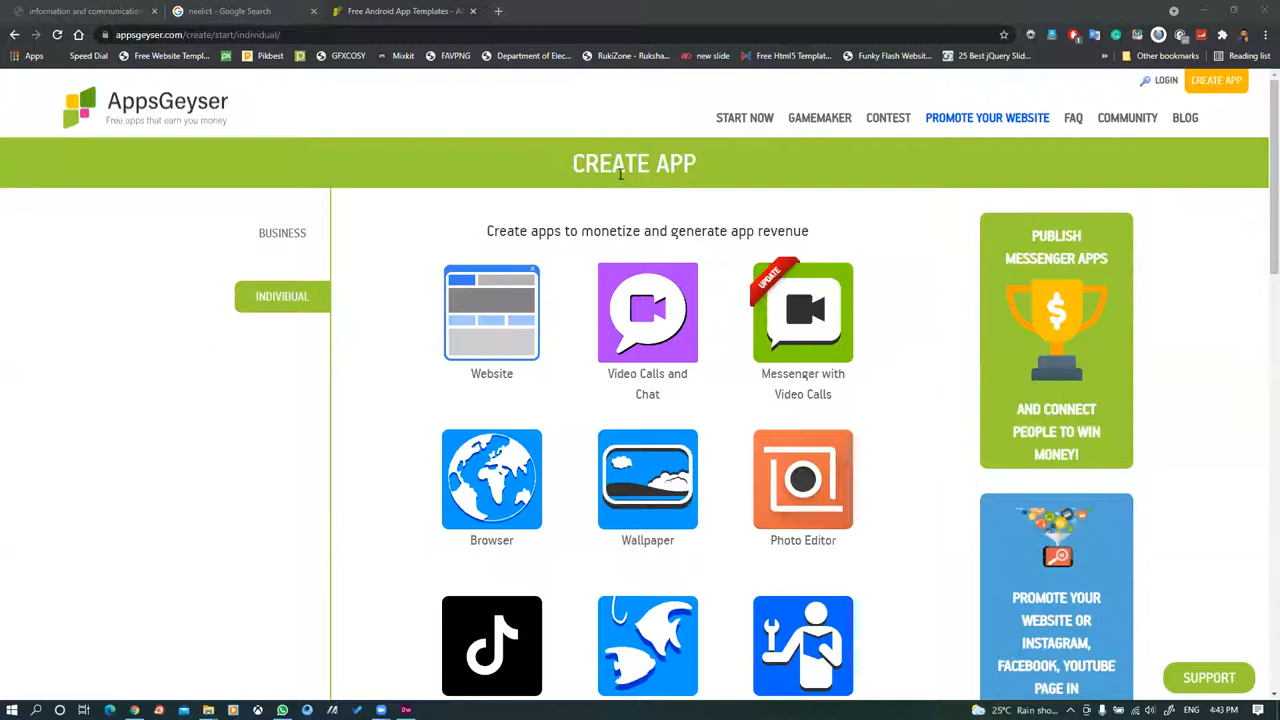 information and communication
neelict - Google Search
Free Android App Templates - A
appsgeyser.com/create/start/individual/
Apps
Speed Dial
Free Website Templ...
Pikbest
GFXCOSY
Mixkit
FAVPNG
Department of Elec...
RukiZone - Ruksha...
new slide
Free Html5 Templat...
Funky Flash Websit...
25 Best jQuery Slid...
»
Other bookmarks
Reading list
AppsGeyser
Free apps that earn you money
LOGIN
CREATE APP
START NOW
GAMEMAKER
CONTEST
PROMOTE YOUR WEBSITE
FAQ
COMMUNITY
BLOG
CREATE APP
BUSINESS
INDIVIDUAL
Create apps to monetize and generate app revenue
Website
Video Calls and
Chat
UPDATE
Messenger with
Video Calls
Browser
Wallpaper
Photo Editor
PUBLISH
MESSENGER APPS
$
AND CONNECT
PEOPLE TO WIN
MONEY!
PROMOTE YOUR
WEBSITE OR
INSTAGRAM,
FACEBOOK, YOUTUBE
PAGE IN
SUPPORT
Dw
25°C Rain sho...
ENG
4:43 PM